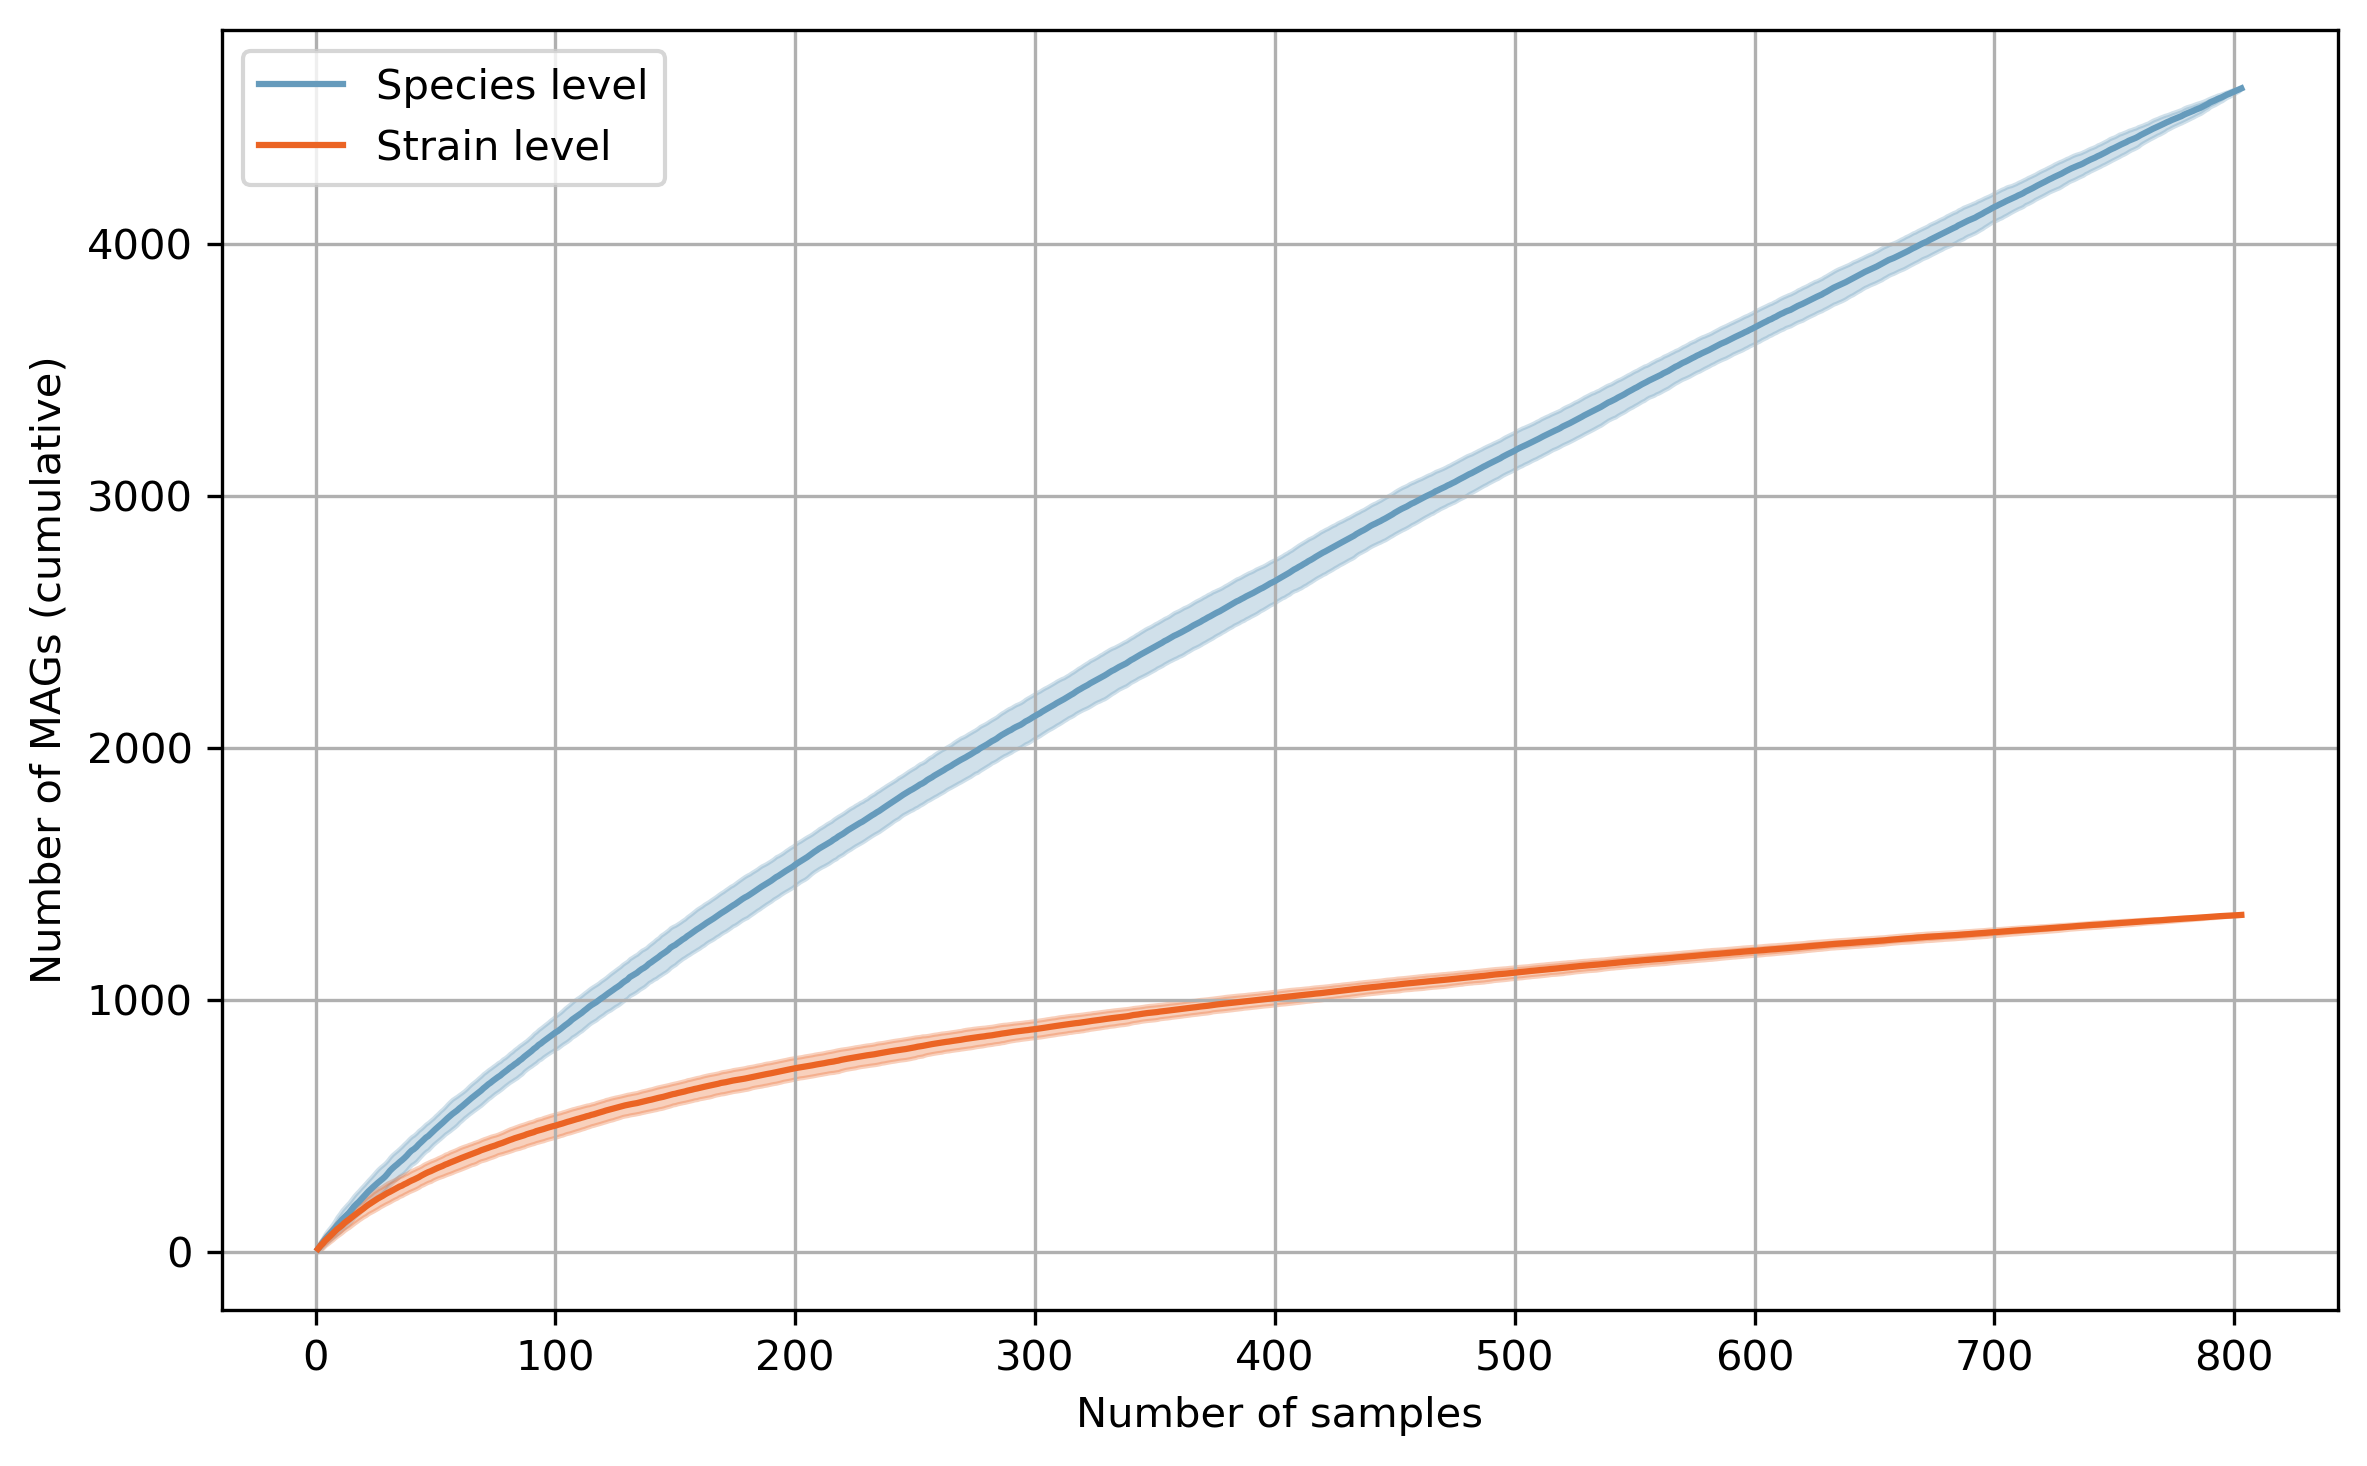 Species level
Strain level
Number of MAGs (cumulative)
4000
3000
2000
1000
0
0 100 200 300 400 500 600 700 800
Number of samples